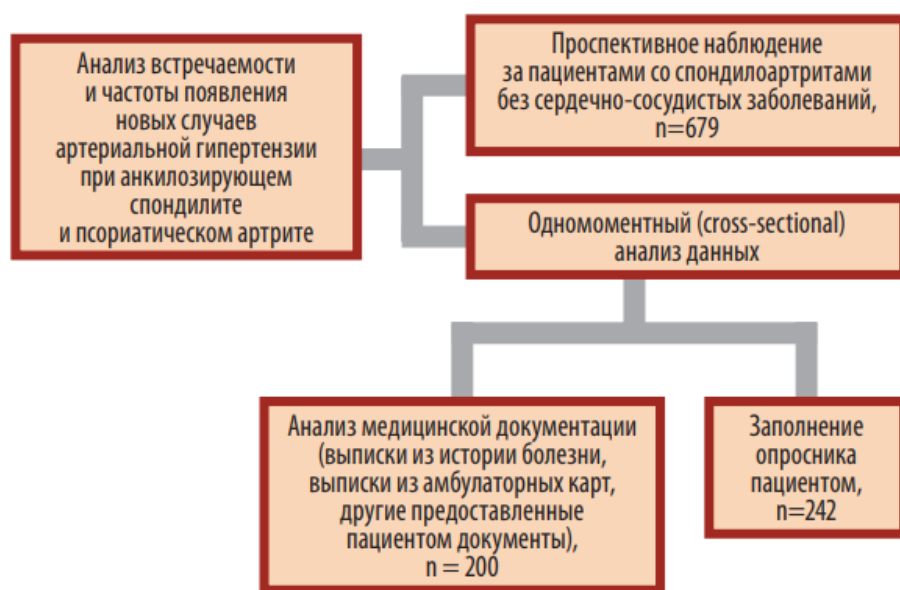 Анализ встречаемости
и частоты появления
новых случаев
артериальной гипертензии
при анкилозирующем
спондилите
и псориатическом артрите
Проспективное наблюдение
за пациентами со спондилоартритами
без сердечно-сосудистых заболеваний,
n=679
Одномоментный (cross-sectional)
анализ данных
Анализ медицинской документации
(выписки из истории болезни,
выписки из амбулаторных карт,
другие предоставленные
пациентом документы),
n = 200
Заполнение
опросника
пациентом,
n=242